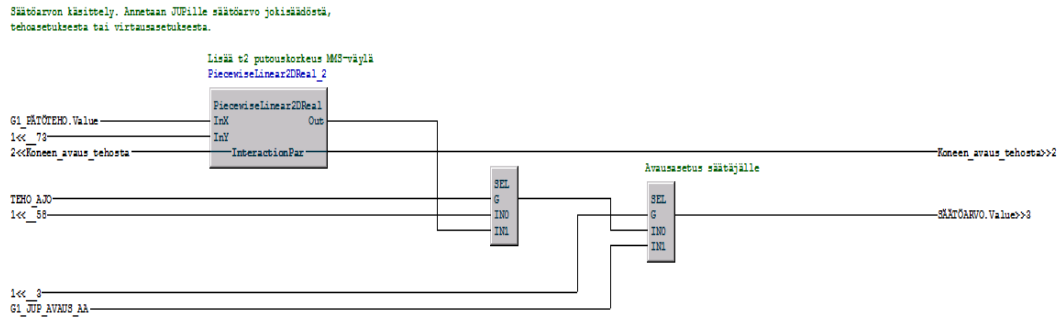 Säätöarvon käsittely. Annetaan JUPille säätöarvo jokisäädöstä,
tehoasetuksesta tai virtausasetuksesta.
Lisää t2 putouskorkeus MMS-väylä
PiecewiseLinear2DReal_2
PiecewiseLinear2DReal
G1_PÄTÖTEHO.Value InX Out
1<<__73 InY
2<<Koneen_avaus_tehosta InteractionPar Koneen_avaus_tehosta>>2
Avausasetus säätäjälle
SEL
TEHO_AJO G
1<<__58 IN0
IN1
SEL
G SÄÄTÖARVO.Value>>3
IN0
IN1
1<<__3
G1_JUP_AVAUS_AA